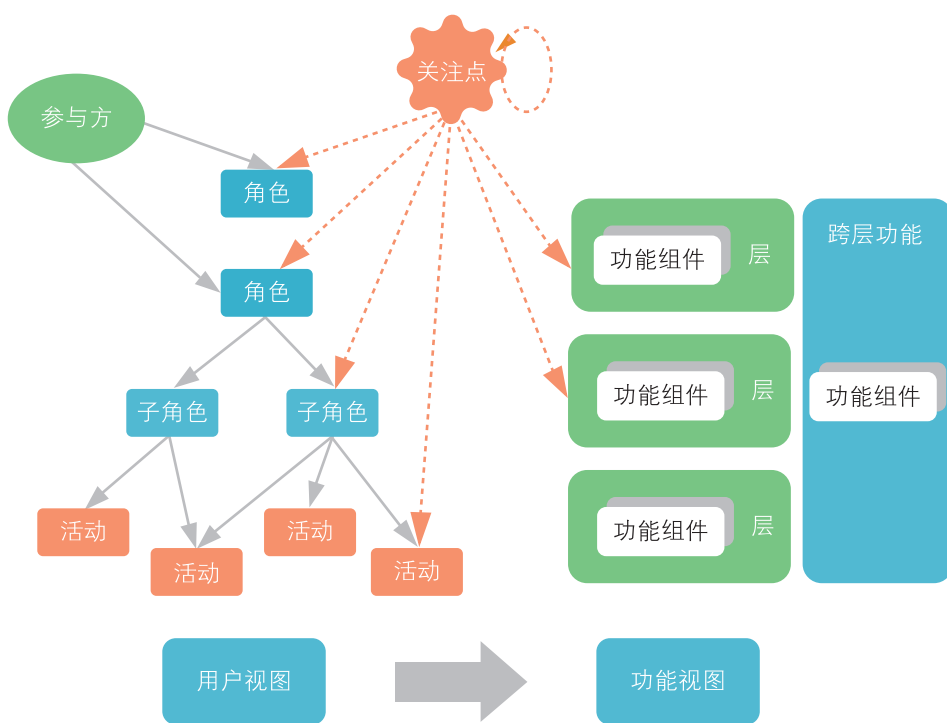 关注点
参与方
角色
角色
子角色
子角色
活动
活动
活动
活动
功能组件
层
功能组件
层
功能组件
层
跨层功能
功能组件
用户视图
功能视图